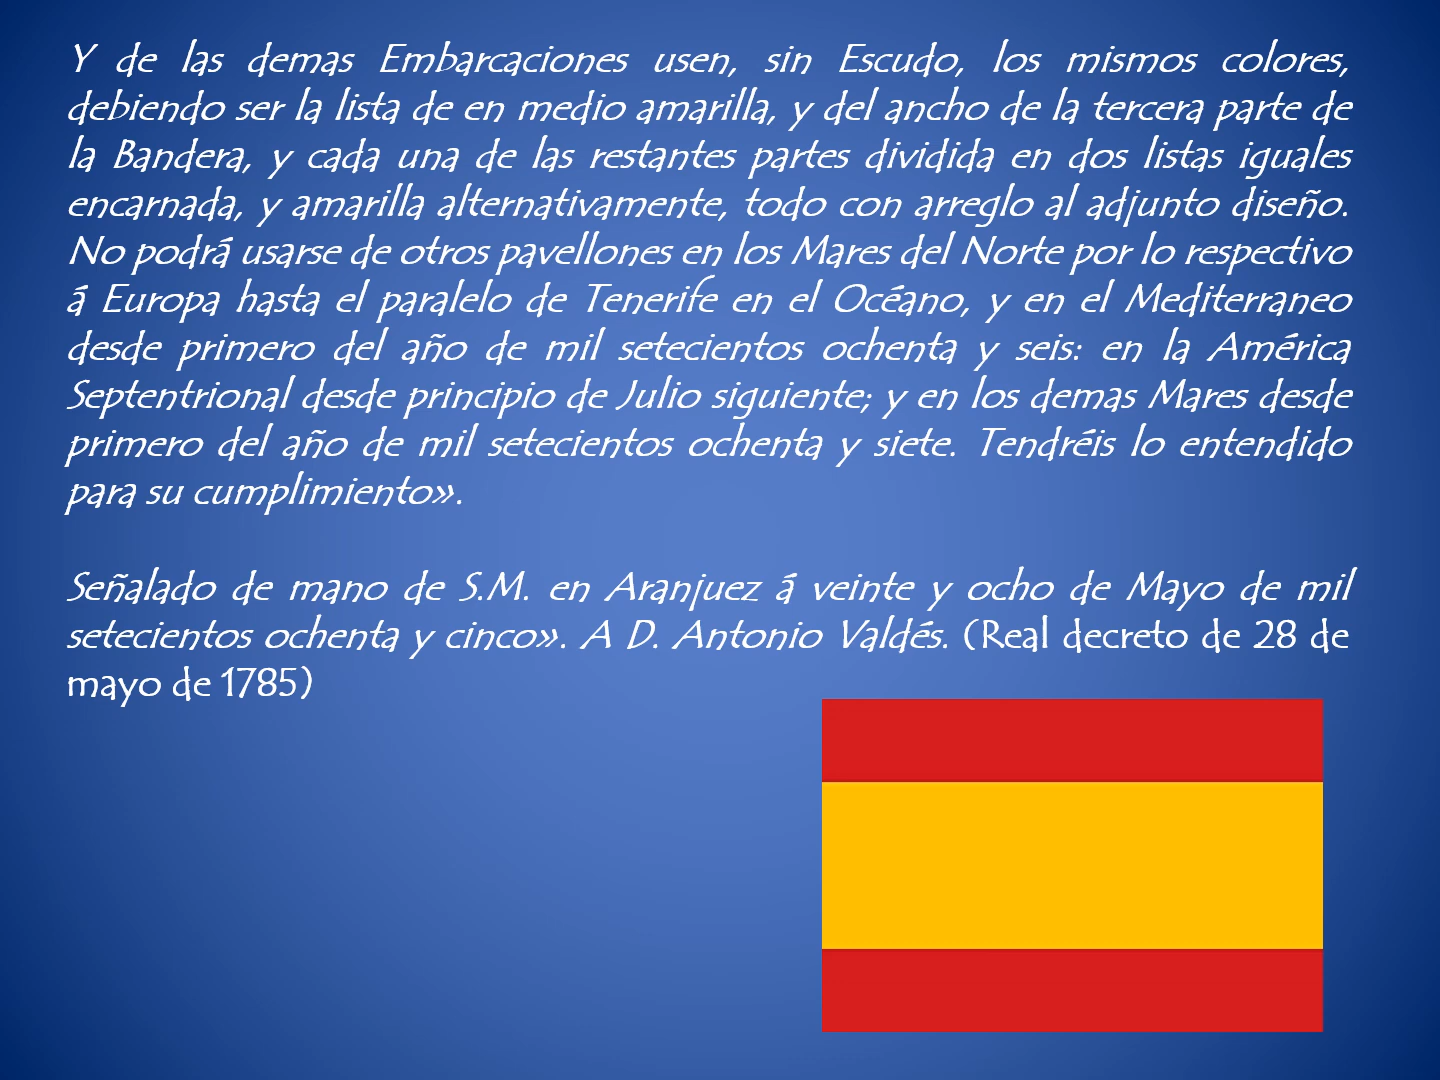 Y de las demas Embarcaciones usen, sin Escudo, los mismos colores,
debiendo ser la lista de en medio amarilla, y del ancho de la tercera parte de
la Bandera, y cada una de las restantes partes dividida en dos listas iguales
encarnada, y amarilla alternativamente, todo con arreglo al adjunto diseño.
No podrá usarse de otros pavellones en los Mares del Norte por lo respectivo
á Europa hasta el paralelo de Tenerife en el Océano, y en el Mediterraneo
desde primero del año de mil setecientos ochenta y seis: en la América
Septentrional desde principio de Julio siguiente; y en los demas Mares desde
primero del año de mil setecientos ochenta y siete. Tendréis lo entendido
para su cumplimiento».
Señalado de mano de S.M. en Aranjuez á veinte y ocho de Mayo de mil
setecientos ochenta y cinco». A D. Antonio Valdés. (Real decreto de 28 de
mayo de 1785)